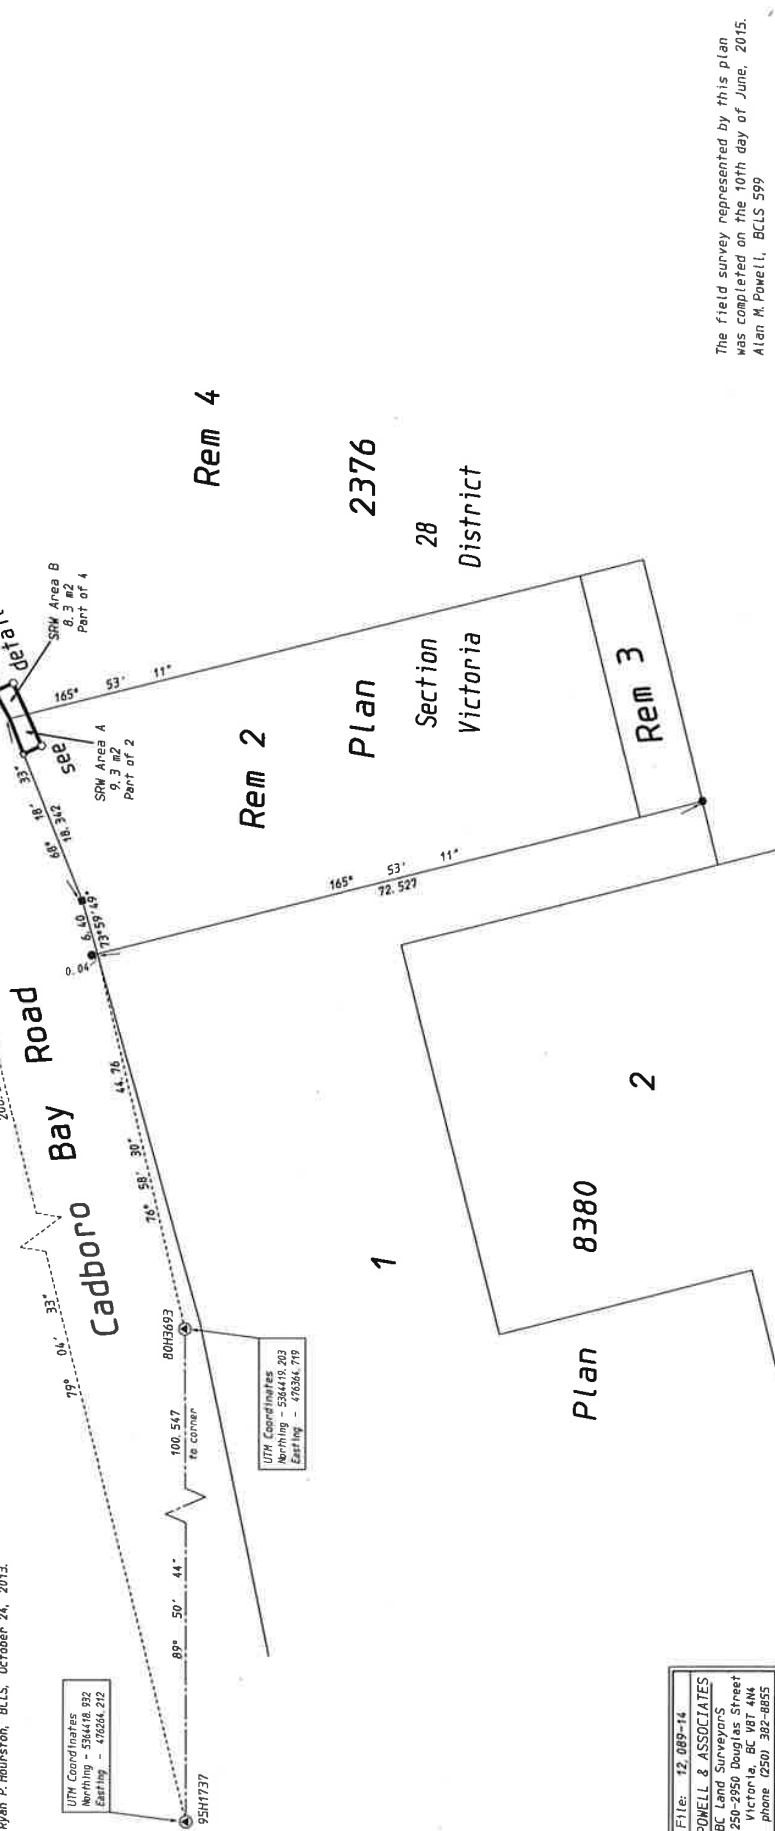 Ryan P. Hourston, BCLS, October 24, 2013.
UTM Coordinates
Northing - 5364418.932
Easting - 476264.212
95H1737
79° 04' 33"
89° 50' 44"
100.547
to corner
80H3693
UTM Coordinates
Northing - 5364419.203
Easting - 476364.719
Cadboro Bay Road
76° 58' 30"
44.76
0.04
6.40
73°59'49"
68° 18' 33"
18.342
see detail
SRW Area A
9.3 m2
Part of 2
SRW Area B
8.3 m2
Part of 4
165° 53' 11"
165° 53' 11"
72.527
Rem 2
Rem 4
Plan 2376
Section 28
Victoria District
Rem 3
1
2
Plan 8380
The field survey represented by this plan
was completed on the 10th day of June, 2015.
Alan M. Powell, BCLS 599
File: 12,089-14
POWELL & ASSOCIATES
BC Land Surveyors
250-2950 Douglas Street
Victoria, BC V8T 4N4
phone (250) 382-8855